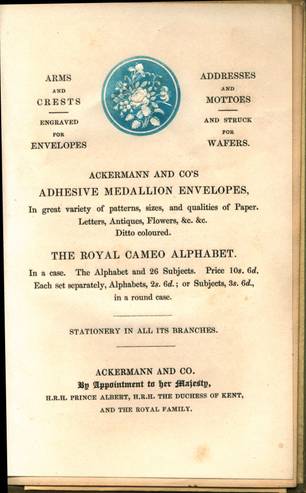 ARMS
AND
CRESTS
ENGRAVED
FOR
ENVELOPES
ADDRESSES
AND
MOTTOES
AND STRUCK
FOR
WAFERS.
ACKERMANN AND CO'S
ADHESIVE MEDALLION ENVELOPES,
In great variety of patterns, sizes, and qualities of Paper.
Letters, Antiques, Flowers, &c. &c.
Ditto coloured.
THE ROYAL CAMEO ALPHABET.
In a case. The Alphabet and 26 Subjects. Price 10s. 6d.
Each set separately, Alphabets, 2s. 6d.; or Subjects, 3s. 6d.,
in a round case.
STATIONERY IN ALL ITS BRANCHES.
ACKERMANN AND CO.
By Appointment to her Majesty,
H.R.H. PRINCE ALBERT, H.R.H. THE DUCHESS OF KENT,
AND THE ROYAL FAMILY.